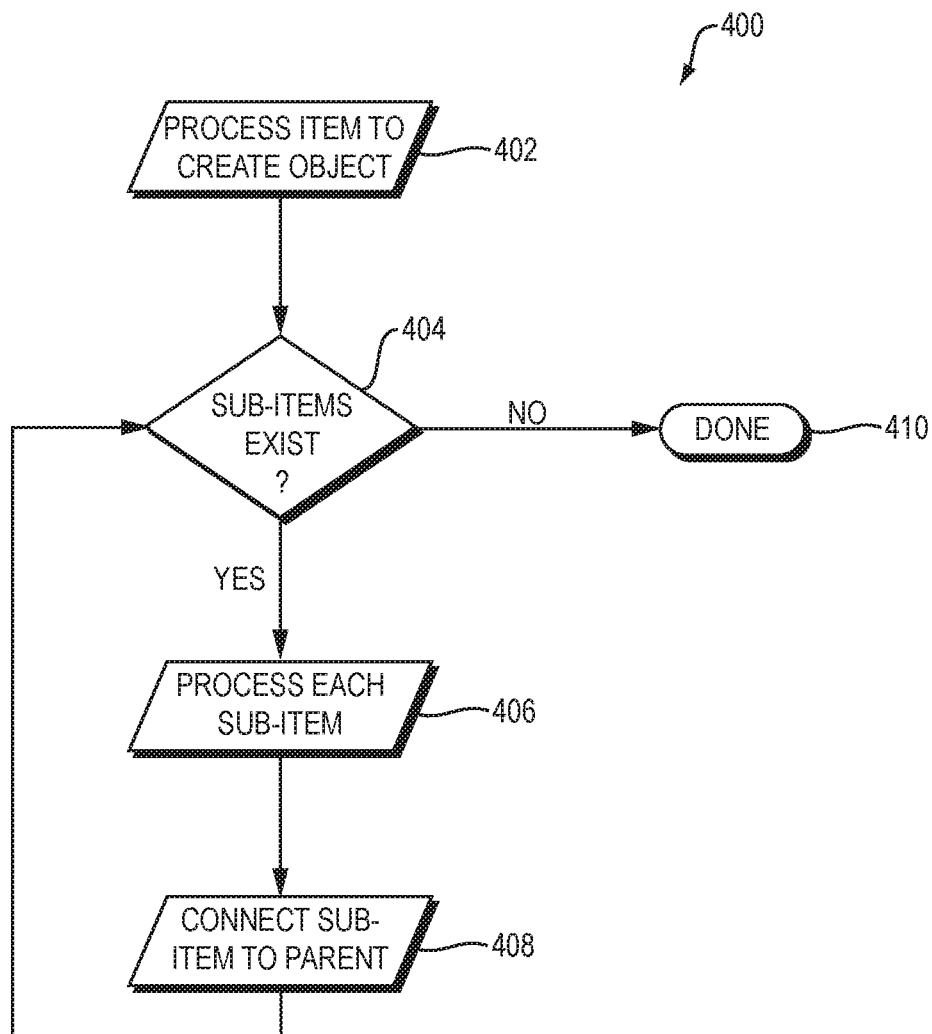 400
PROCESS ITEM TO
CREATE OBJECT
402
404
SUB-ITEMS
EXIST
?
NO
DONE
410
YES
PROCESS EACH
SUB-ITEM
406
CONNECT SUB-
ITEM TO PARENT
408